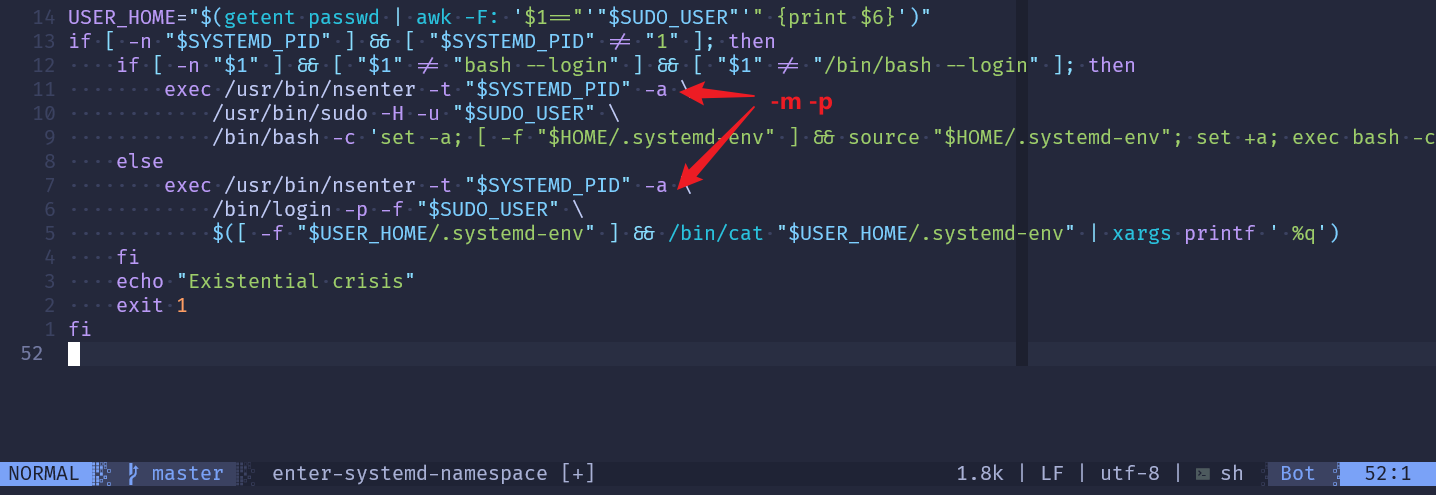 14 USER_HOME="$(getent passwd | awk -F: '$1=="'"$SUDO_USER"'" {print $6}')"
13 if [ -n "$SYSTEMD_PID" ] && [ "$SYSTEMD_PID" != "1" ]; then
12 ····if [ -n "$1" ] && [ "$1" != "bash --login" ] && [ "$1" != "/bin/bash --login" ]; then
11 ········exec /usr/bin/nsenter -t "$SYSTEMD_PID" -a \
-m -p
10 ············/usr/bin/sudo -H -u "$SUDO_USER" \
9 ············/bin/bash -c 'set -a; [ -f "$HOME/.systemd-env" ] && source "$HOME/.systemd-env"; set +a; exec bash -c
8 ····else
7 ········exec /usr/bin/nsenter -t "$SYSTEMD_PID" -a \
6 ············/bin/login -p -f "$SUDO_USER" \
5 ············$([ -f "$USER_HOME/.systemd-env" ] && /bin/cat "$USER_HOME/.systemd-env" | xargs printf ' %q')
4 ····fi
3 ····echo "Existential crisis"
2 ····exit 1
1 fi
52
NORMAL master enter-systemd-namespace [+] 1.8k | LF | utf-8 | sh Bot 52:1